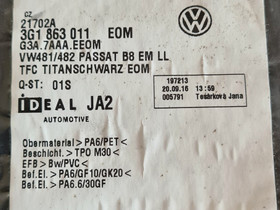 CZ
21702A
3G1 863 011 EOM
G3A.7AAA.EEOM
VW481/482 PASSAT B8 EM LL
TFC TITANSCHWARZ EOM
Q-ST: 01S
197213
20.09.16 13:59
005791 Tesárková Jana
IDEAL JA2
AUTOMOTIVE
Obermaterial >PA6/PET<
Beschicht.> TPO M30<
EFB >Bw/PVC<
Bef.El. >PA6/GF10/GK20<
Bef.El. >PA6.6/30GF